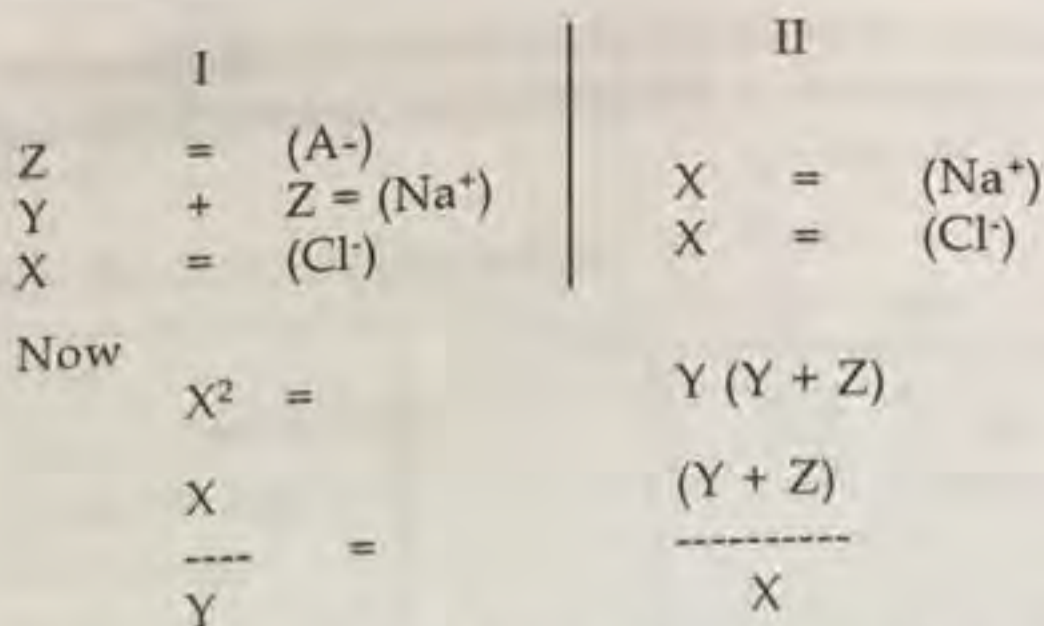 I II
Z = (A-)
Y + Z = (Na⁺) X = (Na⁺)
X = (Cl⁻) X = (Cl⁻)
Now
X² = Y (Y + Z)
X (Y + Z)
---- = ----------
Y X